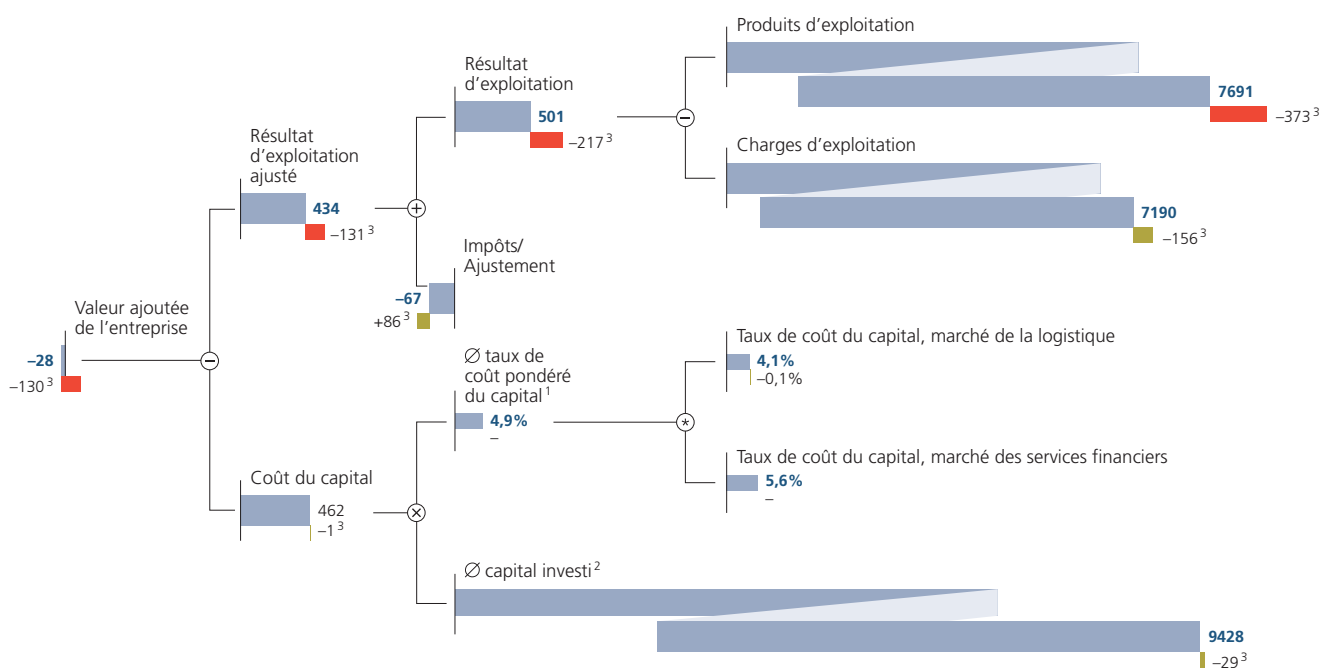 Produits d'exploitation
7691
–373 3
Résultat
d'exploitation
501
–217 3
–
Charges d'exploitation
7190
–156 3
Résultat
d'exploitation
ajusté
434
–131 3
+
Impôts/
Ajustement
–67
+86 3
Valeur ajoutée
de l'entreprise
–28
–130 3
–
Ø taux de
coût pondéré
du capital 1
4,9%
–
*
Taux de coût du capital, marché de la logistique
4,1%
–0,1%
Taux de coût du capital, marché des services financiers
5,6%
–
Coût du capital
462
–1 3
×
Ø capital investi 2
9428
–29 3